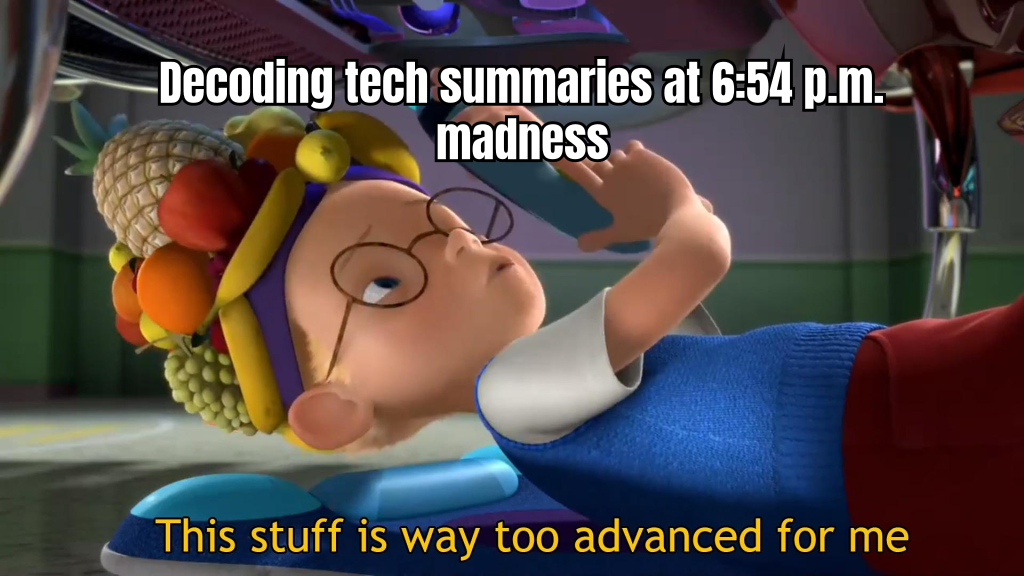 Decoding tech summaries at 6:54 p.m.
madness
This stuff is way too advanced for me